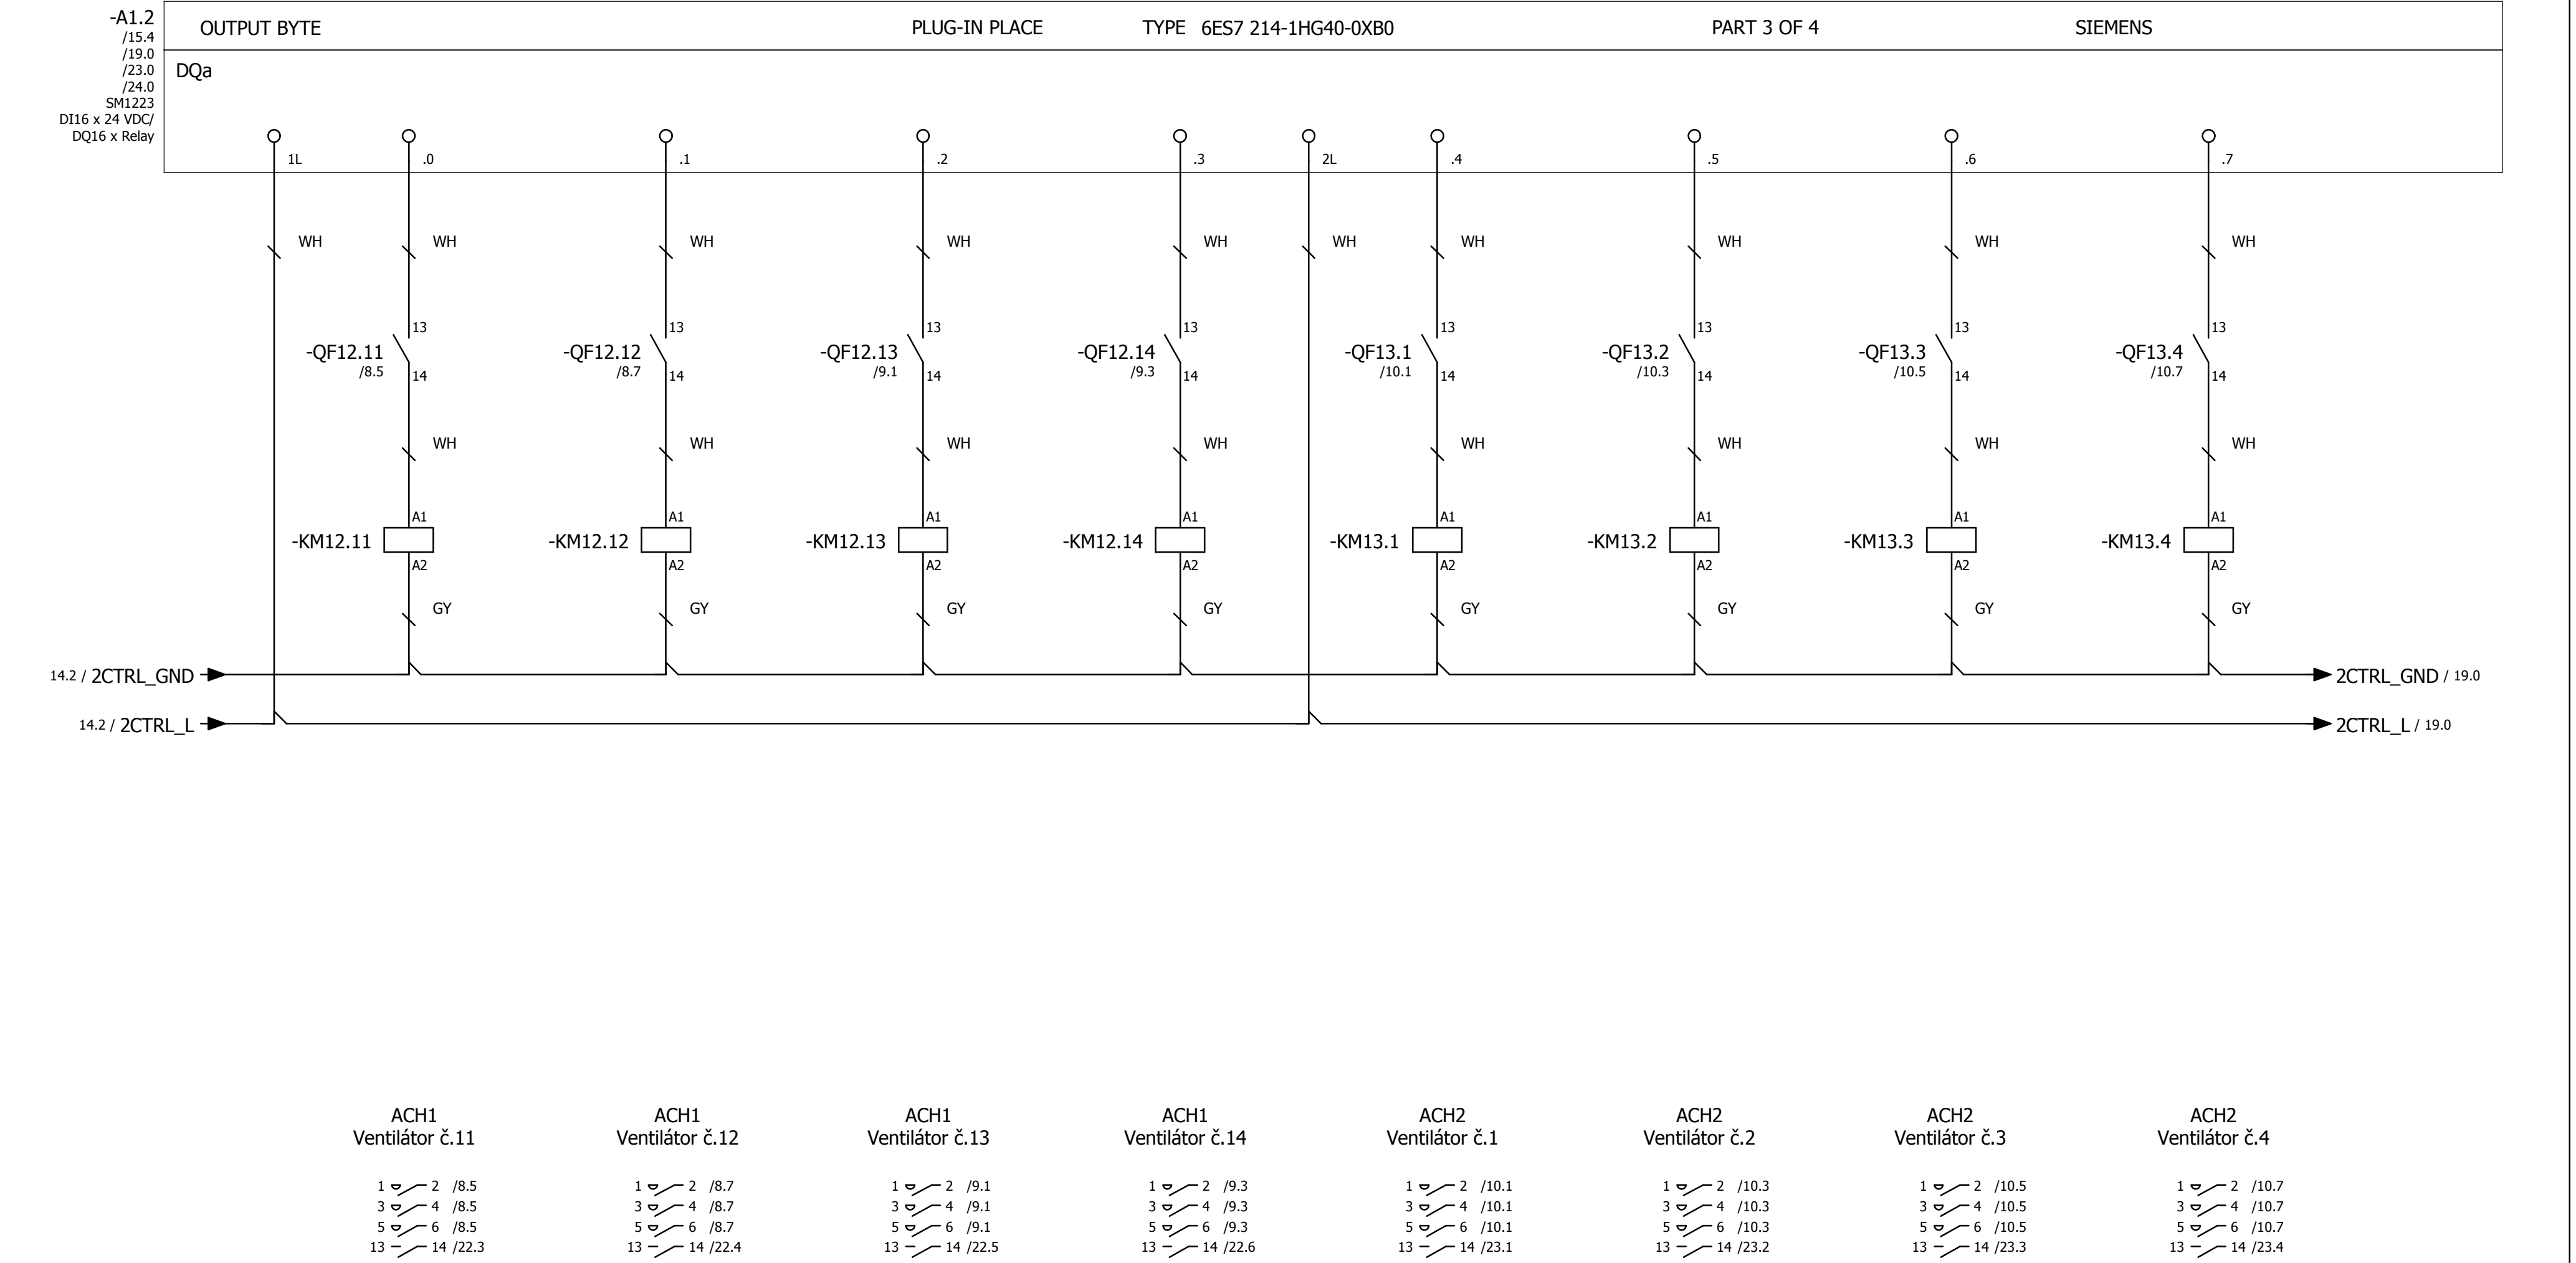 -A1.2
/15.4
/19.0
/23.0
/24.0
SM1223
DI16 x 24 VDC/
DQ16 x Relay
OUTPUT BYTE PLUG-IN PLACE TYPE 6ES7 214-1HG40-0XB0 PART 3 OF 4 SIEMENS
DQa
1L .0 .1 .2 .3 2L .4 .5 .6 .7
WH WH WH WH WH WH WH WH WH WH
13 13 13 13 13 13 13 13
-QF12.11 -QF12.12 -QF12.13 -QF12.14 -QF13.1 -QF13.2 -QF13.3 -QF13.4
/8.5 /8.7 /9.1 /9.3 /10.1 /10.3 /10.5 /10.7
14 14 14 14 14 14 14 14
WH WH WH WH WH WH WH WH
A1 A1 A1 A1 A1 A1 A1 A1
-KM12.11 -KM12.12 -KM12.13 -KM12.14 -KM13.1 -KM13.2 -KM13.3 -KM13.4
A2 A2 A2 A2 A2 A2 A2 A2
GY GY GY GY GY GY GY GY
14.2 / 2CTRL_GND 2CTRL_GND / 19.0
14.2 / 2CTRL_L 2CTRL_L / 19.0
ACH1 ACH1 ACH1 ACH1 ACH2 ACH2 ACH2 ACH2
Ventilátor č.11 Ventilátor č.12 Ventilátor č.13 Ventilátor č.14 Ventilátor č.1 Ventilátor č.2 Ventilátor č.3 Ventilátor č.4
1 2 /8.5 1 2 /8.7 1 2 /9.1 1 2 /9.3 1 2 /10.1 1 2 /10.3 1 2 /10.5 1 2 /10.7
3 4 /8.5 3 4 /8.7 3 4 /9.1 3 4 /9.3 3 4 /10.1 3 4 /10.3 3 4 /10.5 3 4 /10.7
5 6 /8.5 5 6 /8.7 5 6 /9.1 5 6 /9.3 5 6 /10.1 5 6 /10.3 5 6 /10.5 5 6 /10.7
13 14 /22.3 13 14 /22.4 13 14 /22.5 13 14 /22.6 13 14 /23.1 13 14 /23.2 13 14 /23.3 13 14 /23.4